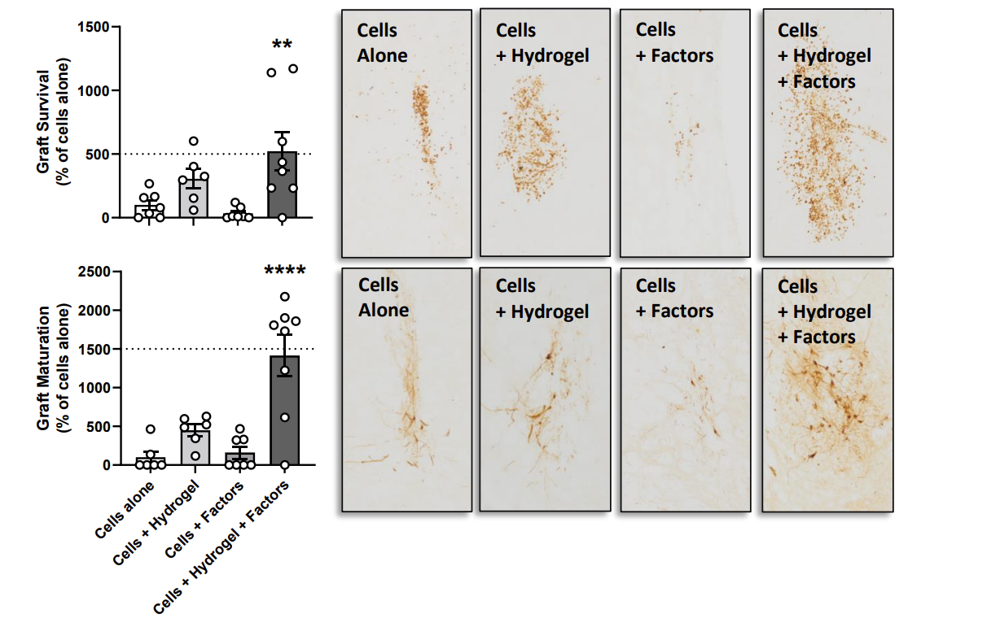 Graft Survival
(% of cells alone)
1500
1000
500
0
**
Cells
Alone
Cells
+ Hydrogel
Cells
+ Factors
Cells
+ Hydrogel
+ Factors
Graft Maturation
(% of cells alone)
2500
2000
1500
1000
500
0
****
Cells alone
Cells + Hydrogel
Cells + Factors
Cells + Hydrogel + Factors
Cells
Alone
Cells
+ Hydrogel
Cells
+ Factors
Cells
+ Hydrogel
+ Factors